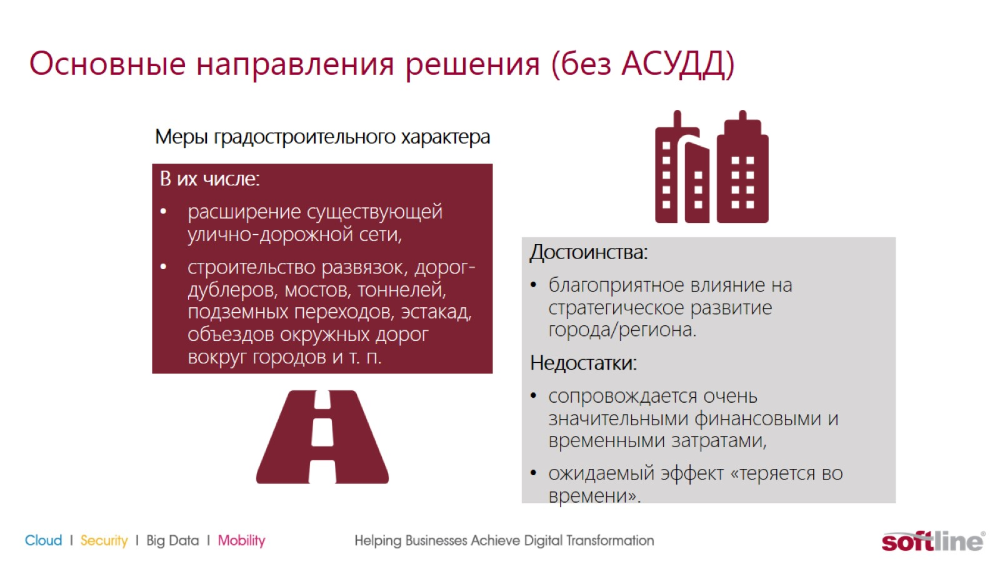 Основные направления решения (без АСУДД)
Меры градостроительного характера
В их числе:
• расширение существующей
улично-дорожной сети,
• строительство развязок, дорог-
дублеров, мостов, тоннелей,
подземных переходов, эстакад,
объездов окружных дорог
вокруг городов и т. п.
Достоинства:
• благоприятное влияние на
стратегическое развитие
города/региона.
Недостатки:
• сопровождается очень
значительными финансовыми и
временными затратами,
• ожидаемый эффект «теряется во
времени».
Cloud I Security I Big Data I Mobility
Helping Businesses Achieve Digital Transformation
softline®